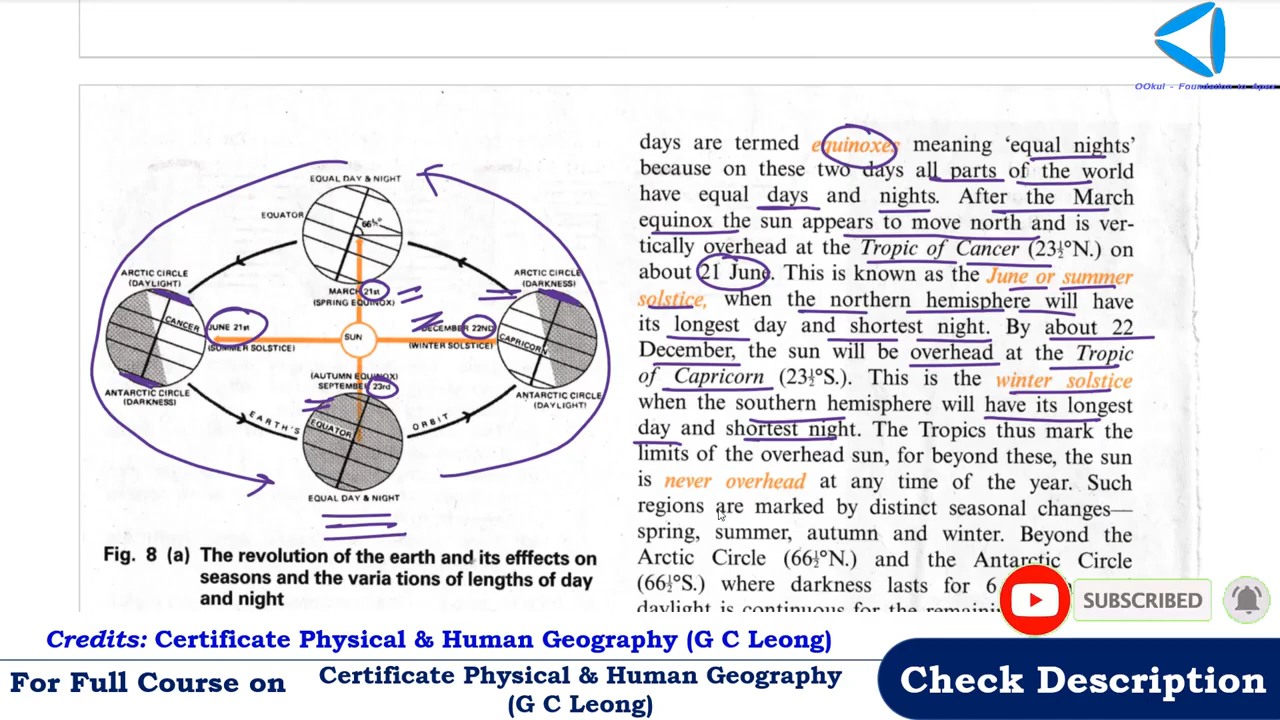 OOkul - Foundation to Apex
EQUAL DAY & NIGHT
EQUATOR
66½°
ARCTIC CIRCLE
(DAYLIGHT)
ARCTIC CIRCLE
(DARKNESS)
MARCH 21st
(SPRING EQUINOX)
CANCER
JUNE 21st
(SUMMER SOLSTICE)
SUN
DECEMBER 22ND
(WINTER SOLSTICE)
CAPRICORN
(AUTUMN EQUINOX)
SEPTEMBER 23rd
ANTARCTIC CIRCLE
(DARKNESS)
ANTARCTIC CIRCLE
(DAYLIGHT)
EARTH'S
ORBIT
EQUATOR
EQUAL DAY & NIGHT
Fig. 8 (a) The revolution of the earth and its efffects on
seasons and the varia tions of lengths of day
and night
days are termed equinoxes meaning ‘equal nights’
because on these two days all parts of the world
have equal days and nights. After the March
equinox the sun appears to move north and is ver-
tically overhead at the Tropic of Cancer (23½°N.) on
about 21 June. This is known as the June or summer
solstice, when the northern hemisphere will have
its longest day and shortest night. By about 22
December, the sun will be overhead at the Tropic
of Capricorn (23½°S.). This is the winter solstice
when the southern hemisphere will have its longest
day and shortest night. The Tropics thus mark the
limits of the overhead sun, for beyond these, the sun
is never overhead at any time of the year. Such
regions are marked by distinct seasonal changes—
spring, summer, autumn and winter. Beyond the
Arctic Circle (66½°N.) and the Antarctic Circle
(66½°S.) where darkness lasts for 6
daylight is continuous for the
SUBSCRIBED
Credits: Certificate Physical & Human Geography (G C Leong)
For Full Course on
Certificate Physical & Human Geography
(G C Leong)
Check Description